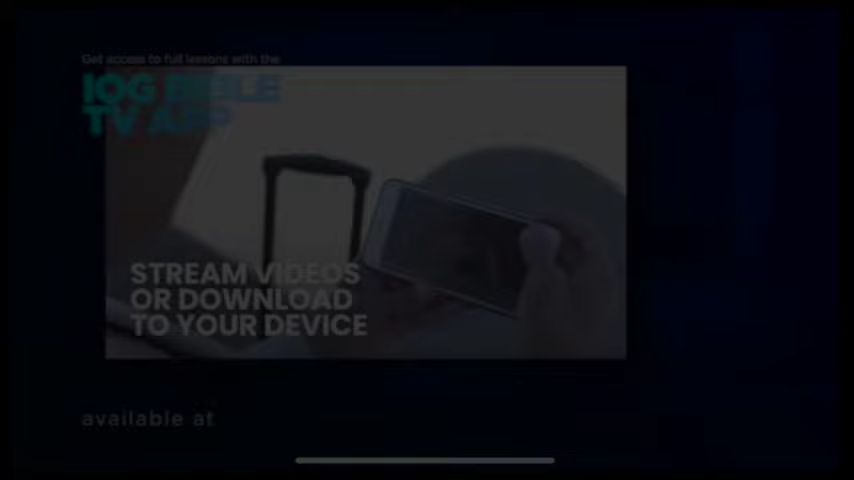 Get access to full lessons with the
IOG BIBLE
TV APP
STREAM VIDEOS
OR DOWNLOAD
TO YOUR DEVICE
available at